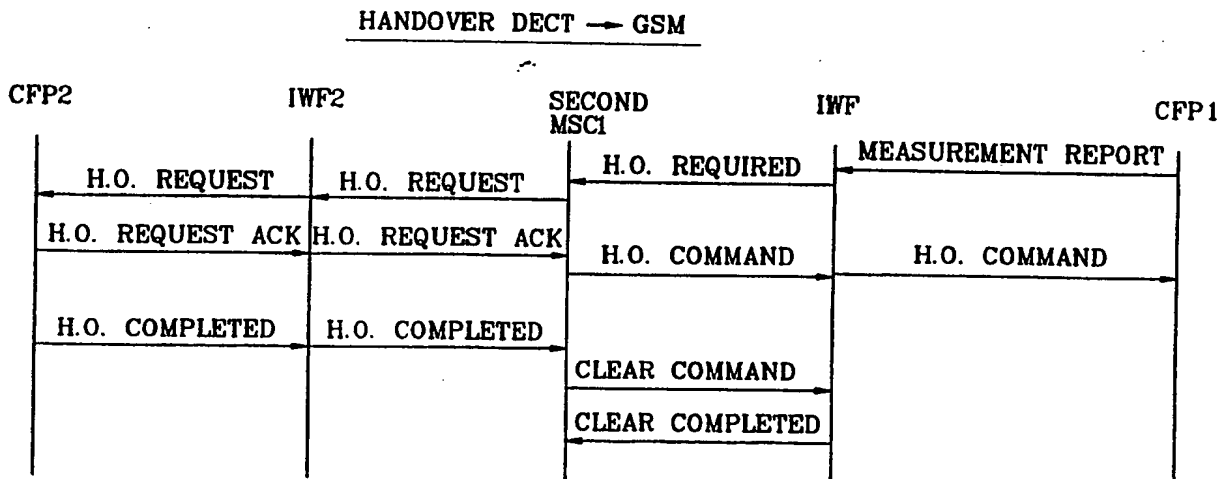 HANDOVER DECT → GSM
CFP2
IWF2
SECOND
MSC1
IWF
CFP1
MEASUREMENT REPORT
H.O. REQUIRED
H.O. REQUEST
H.O. REQUEST
H.O. REQUEST ACK
H.O. REQUEST ACK
H.O. COMMAND
H.O. COMMAND
H.O. COMPLETED
H.O. COMPLETED
CLEAR COMMAND
CLEAR COMPLETED